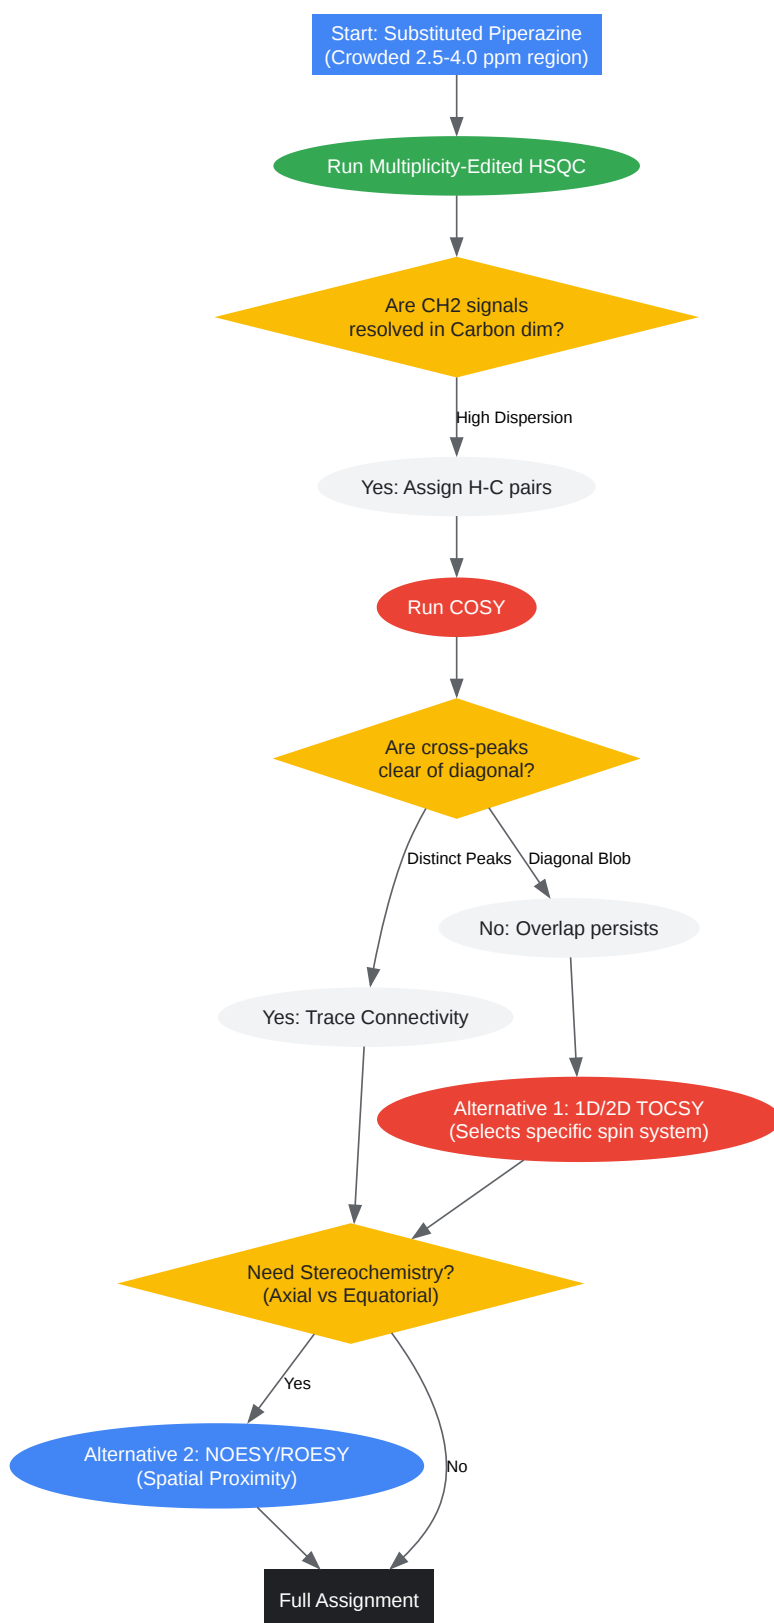 Start: Substituted Piperazine
(Crowded 2.5-4.0 ppm region)
Run Multiplicity-Edited HSQC
Are CH2 signals
resolved in Carbon dim?
High Dispersion
Yes: Assign H-C pairs
Run COSY
Are cross-peaks
clear of diagonal?
Distinct Peaks
Diagonal Blob
No: Overlap persists
Yes: Trace Connectivity
Alternative 1: 1D/2D TOCSY
(Selects specific spin system)
Need Stereochemistry?
(Axial vs Equatorial)
Yes
Alternative 2: NOESY/ROESY
(Spatial Proximity)
No
Full Assignment